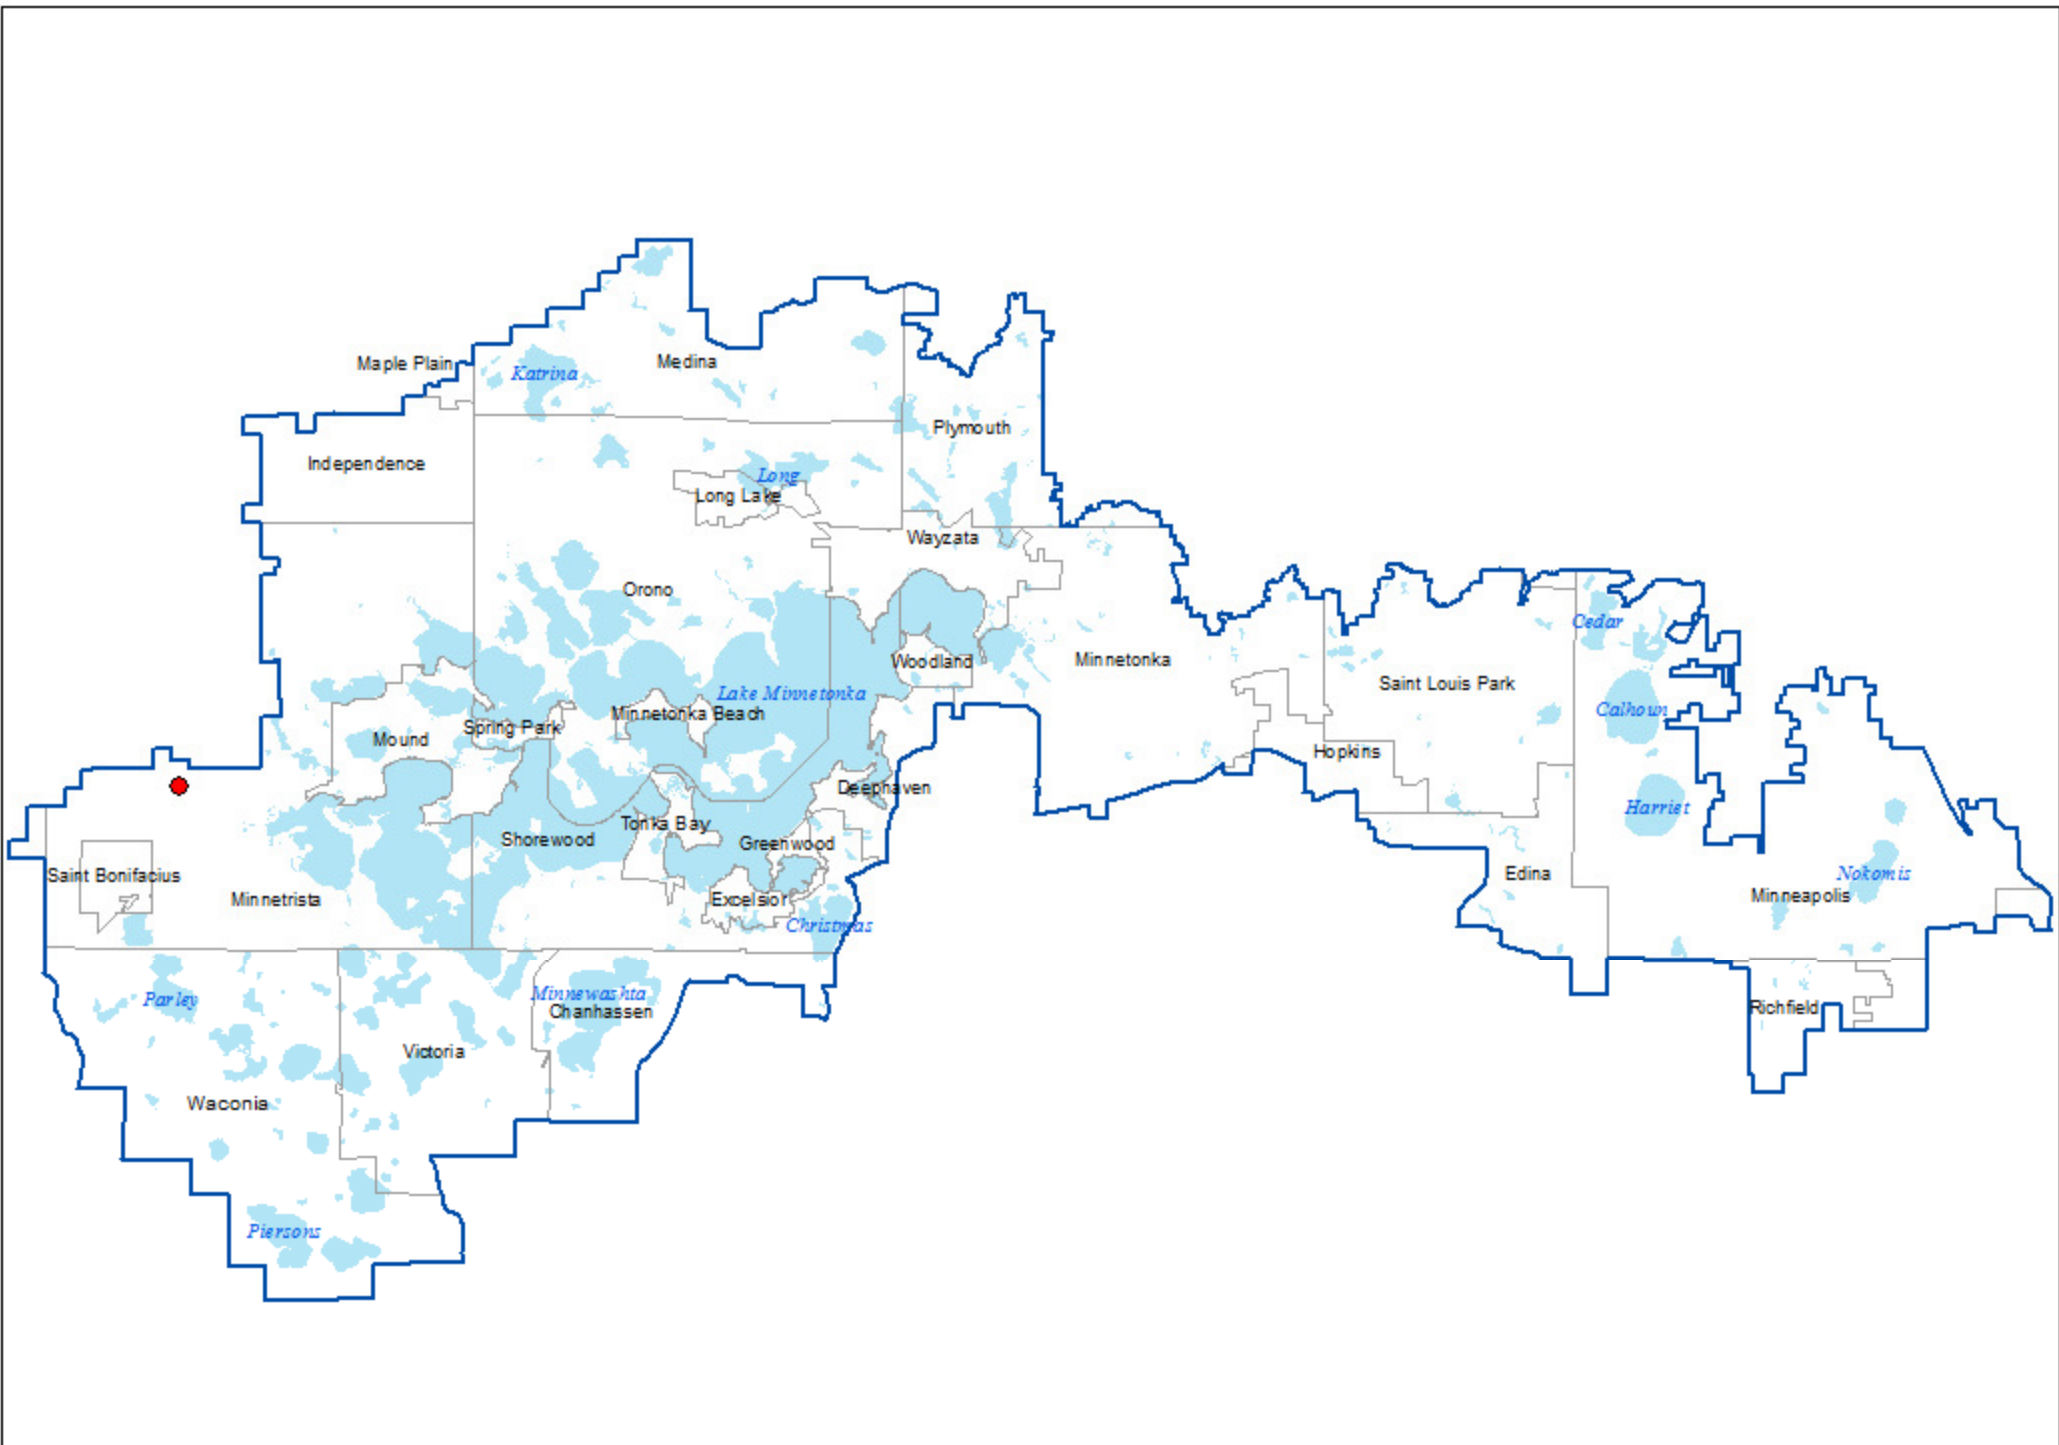 Maple Plain
Medina
Katrina
Plymouth
Independence
Long
Long Lake
Wayzata
Orono
Cedar
Woodland
Minnetonka
Saint Louis Park
Lake Minnetonka
Calhoun
Minnetonka Beach
Spring Park
Mound
Hopkins
Deephaven
Harriet
Tonka Bay
Shorewood
Greenwood
Saint Bonifacius
Edina
Nokomis
Minnetrista
Excelsior
Minneapolis
Christmas
Minnewashta
Parley
Chanhassen
Richfield
Victoria
Waconia
Piersons